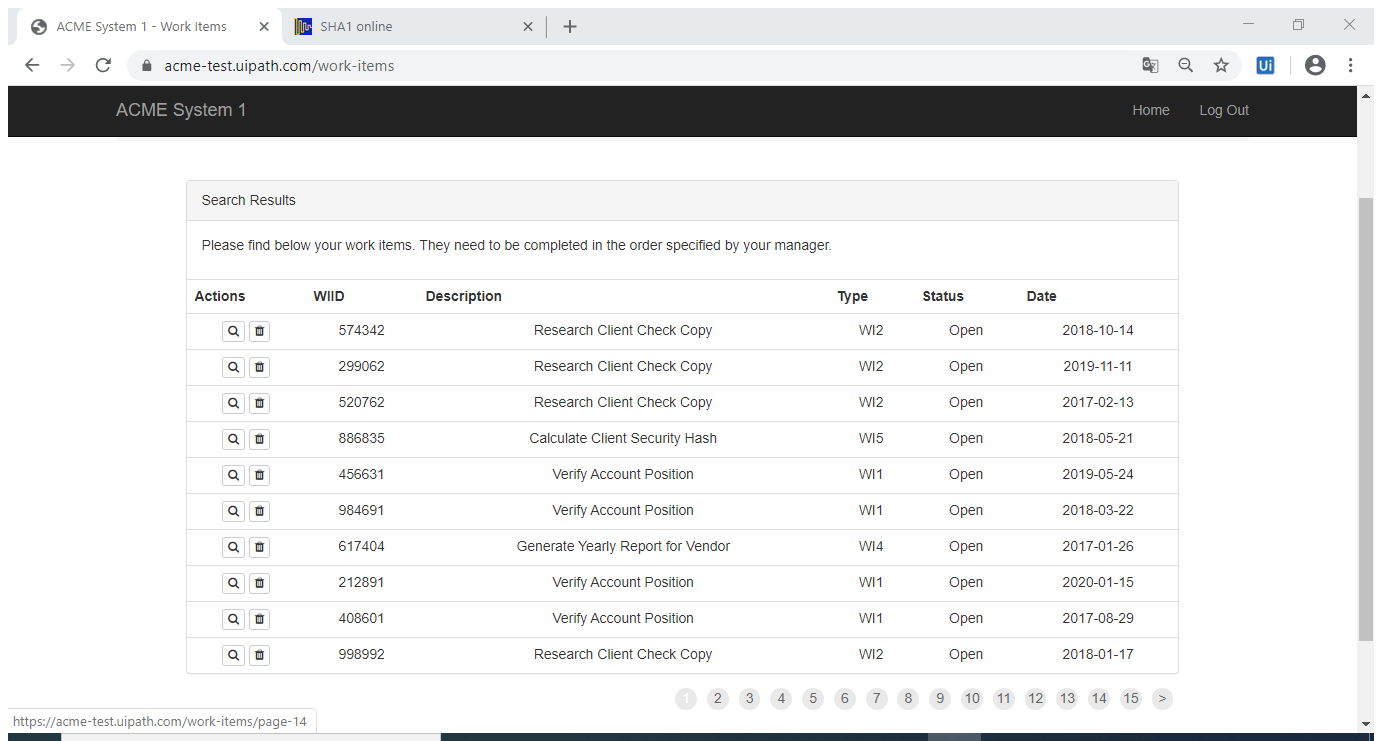 ACME System 1 - Work Items
SHA1 online
acme-test.uipath.com/work-items
Ui
ACME System 1
Home
Log Out
Search Results
Please find below your work items. They need to be completed in the order specified by your manager.
Actions WIID Description Type Status Date
574342 Research Client Check Copy WI2 Open 2018-10-14
299062 Research Client Check Copy WI2 Open 2019-11-11
520762 Research Client Check Copy WI2 Open 2017-02-13
886835 Calculate Client Security Hash WI5 Open 2018-05-21
456631 Verify Account Position WI1 Open 2019-05-24
984691 Verify Account Position WI1 Open 2018-03-22
617404 Generate Yearly Report for Vendor WI4 Open 2017-01-26
212891 Verify Account Position WI1 Open 2020-01-15
408601 Verify Account Position WI1 Open 2017-08-29
998992 Research Client Check Copy WI2 Open 2018-01-17
1 2 3 4 5 6 7 8 9 10 11 12 13 14 15 >
https://acme-test.uipath.com/work-items/page-14